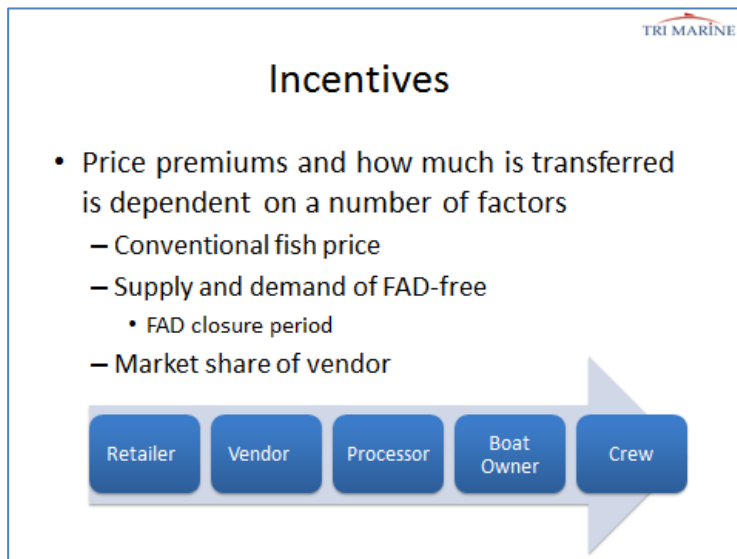 TRI MARINE
Incentives
• Price premiums and how much is transferred
is dependent on a number of factors
– Conventional fish price
– Supply and demand of FAD-free
• FAD closure period
– Market share of vendor
Retailer
Vendor
Processor
Boat
Owner
Crew